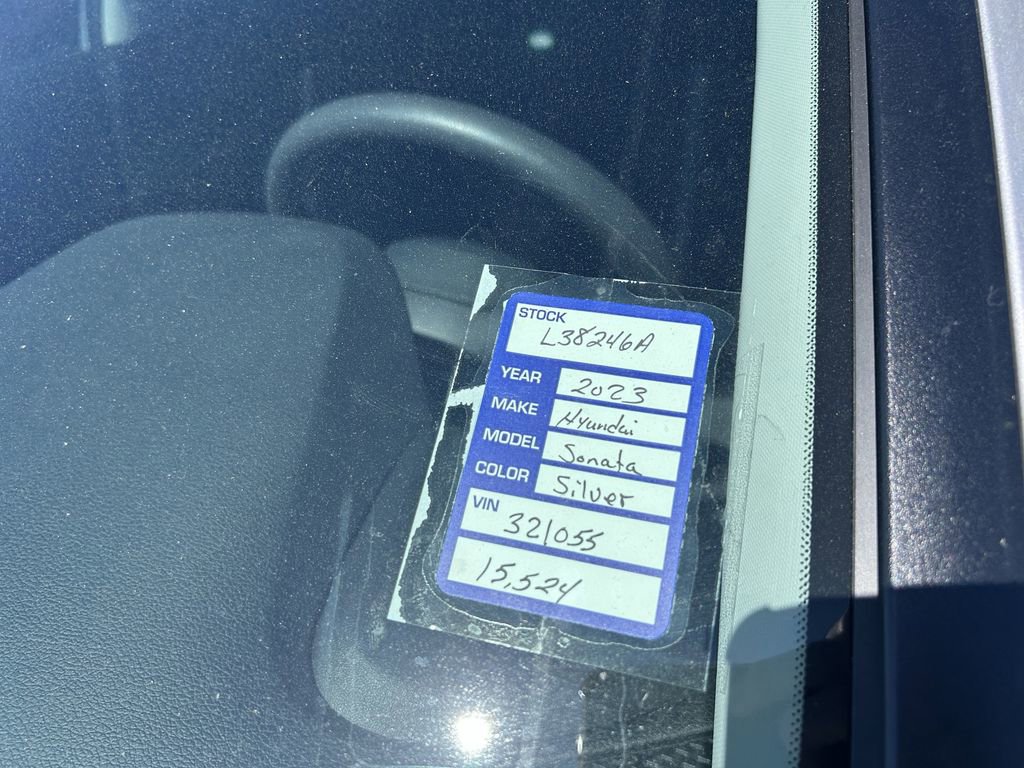 STOCK
L38246A
YEAR 2023
MAKE Hyundai
MODEL Sonata
COLOR Silver
VIN
321055
15,524